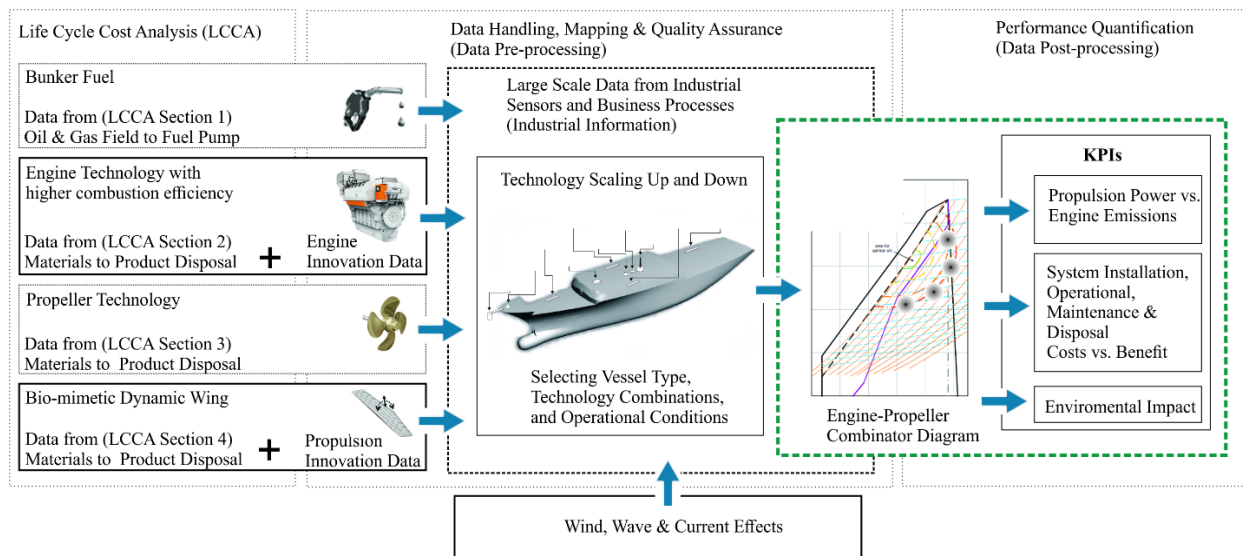 Life Cycle Cost Analysis (LCCA)
Data Handling, Mapping & Quality Assurance
(Data Pre-processing)
Performance Quantification
(Data Post-processing)
Bunker Fuel
Data from (LCCA Section 1)
Oil & Gas Field to Fuel Pump
Engine Technology with
higher combustion efficiency
Data from (LCCA Section 2)
Materials to Product Disposal
+
Engine
Innovation Data
Propeller Technology
Data from (LCCA Section 3)
Materials to Product Disposal
Bio-mimetic Dynamic Wing
Data from (LCCA Section 4)
Materials to Product Disposal
+
Propulsion
Innovation Data
Large Scale Data from Industrial
Sensors and Business Processes
(Industrial Information)
Technology Scaling Up and Down
Selecting Vessel Type,
Technology Combinations,
and Operational Conditions
Wind, Wave & Current Effects
Engine-Propeller
Combinator Diagram
KPIs
Propulsion Power vs.
Engine Emissions
System Installation,
Operational,
Maintenance &
Disposal
Costs vs. Benefit
Enviromental Impact